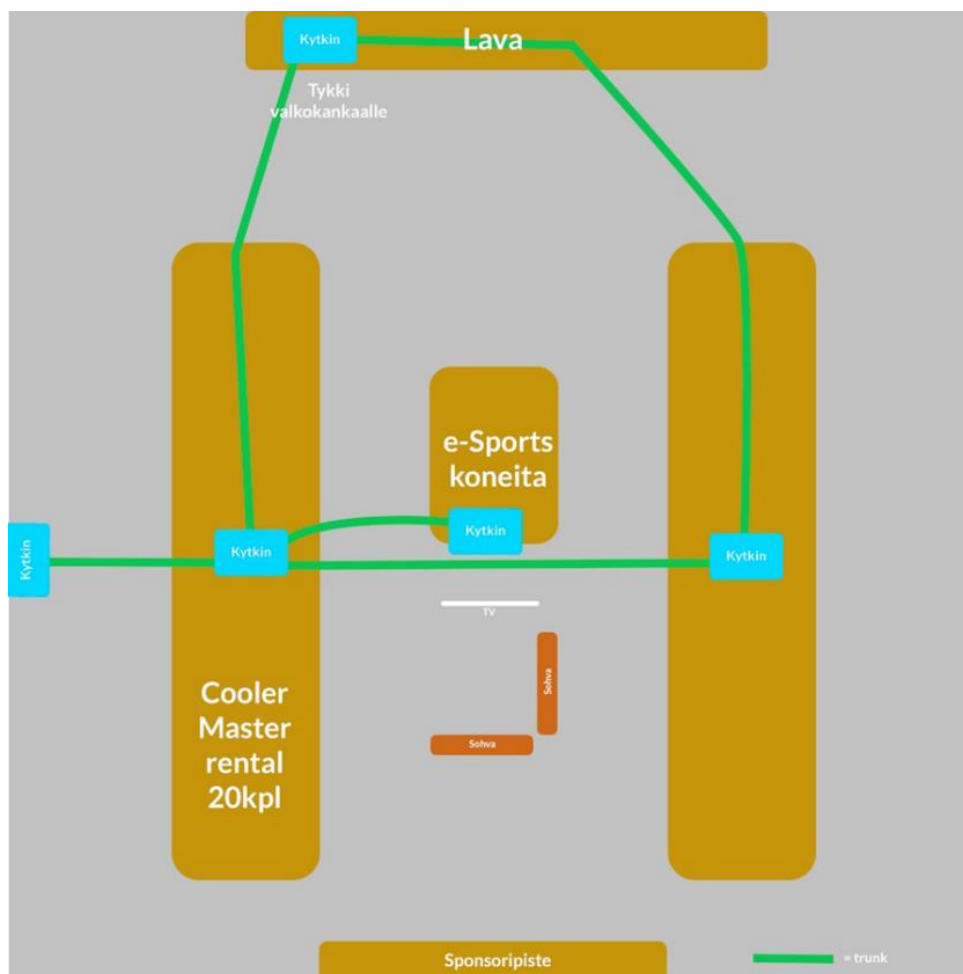 Kytkin
Lava
Tykki
valkokankaalle
e-Sports
koneita
Kytkin
Kytkin
Kytkin
Kytkin
TV
Sohva
Sohva
Cooler
Master
rental
20kpl
Sponsoripiste
= trunk